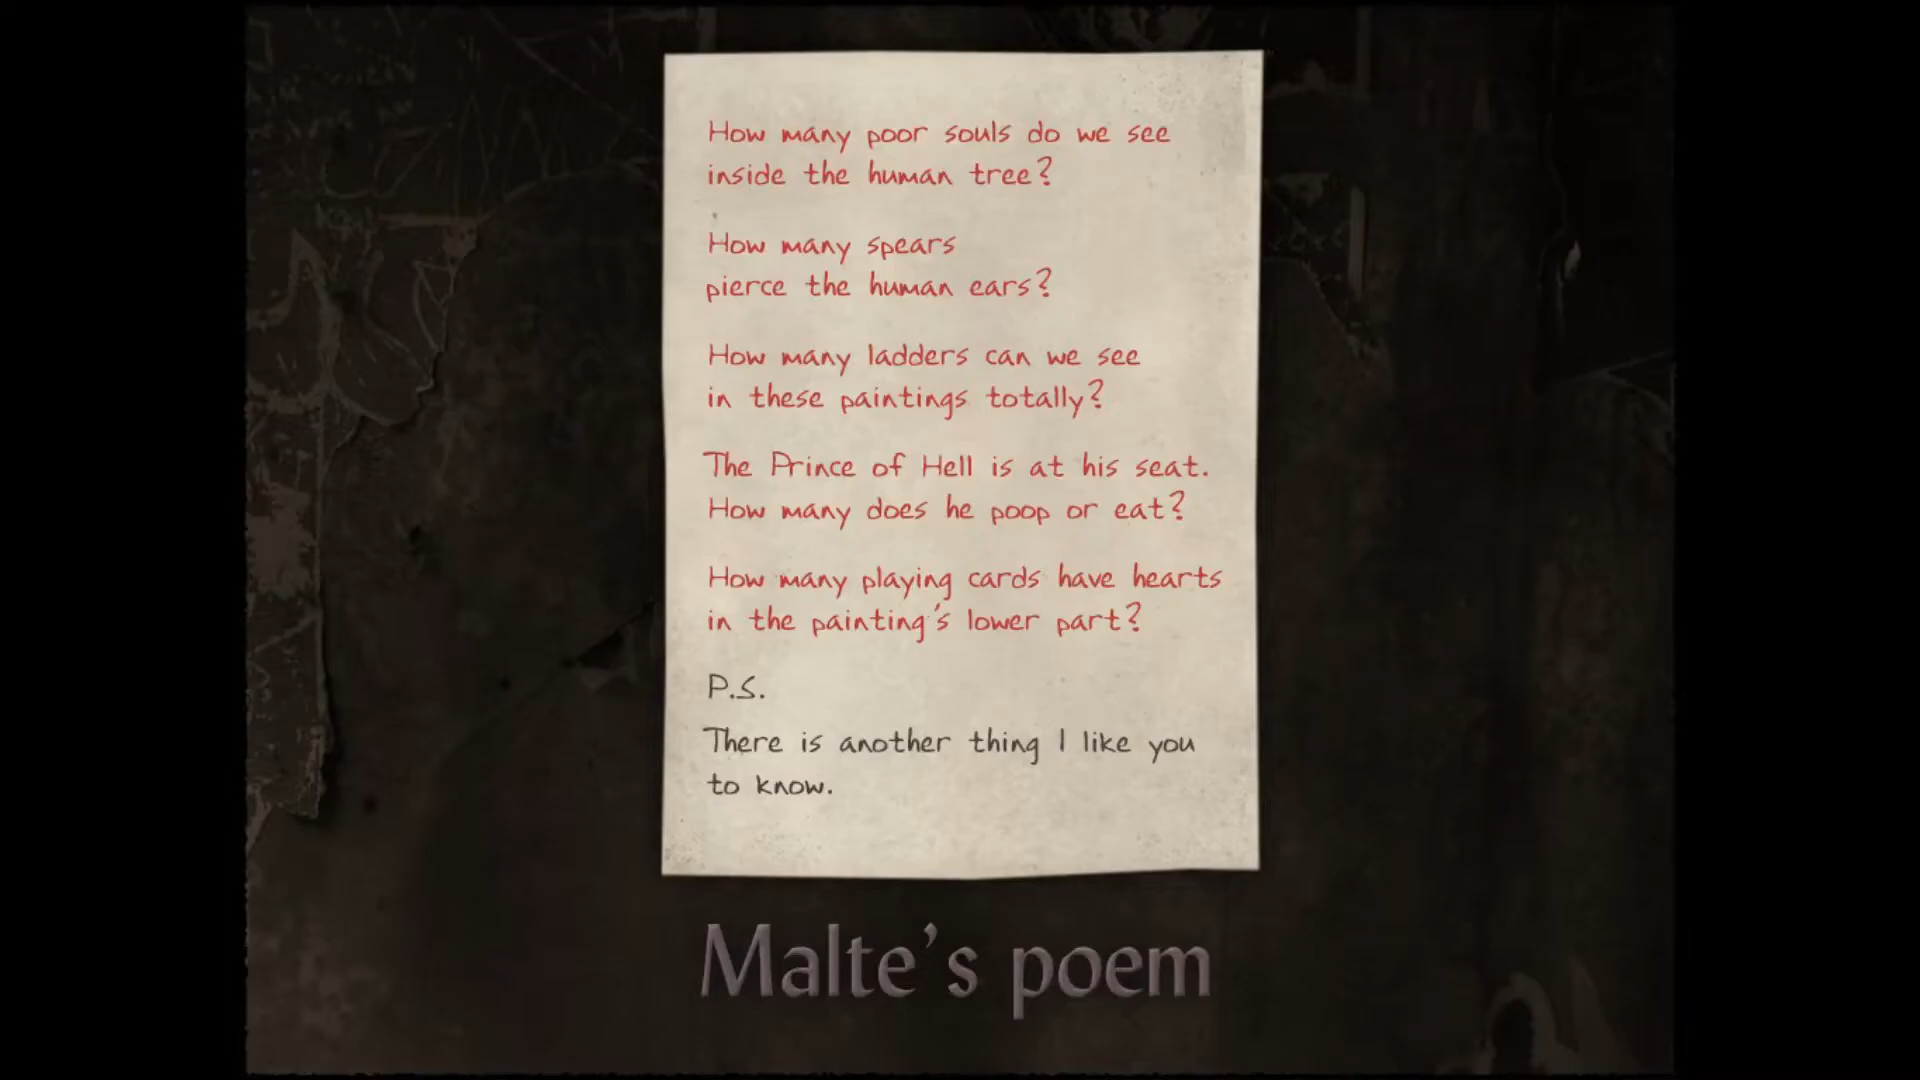 How many poor souls do we see
inside the human tree?
How many spears
pierce the human ears?
How many ladders can we see
in these paintings totally?
The Prince of Hell is at his seat.
How many does he poop or eat?
How many playing cards have hearts
in the painting's lower part?
P.S.
There is another thing I like you
to know.
Malte's poem